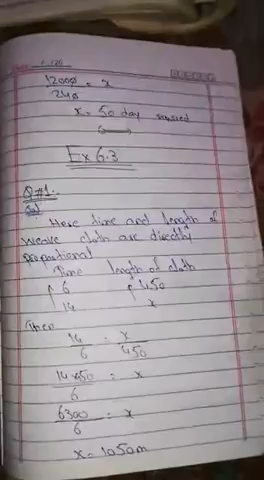 12000/240 = x
x = 50 day
Ex 6.3
Q#1.
Sol
Here time and length of
weave cloth are directly
proportional
Time length of cloth
↑ 6 ↑ 450
14 x
Then
14/6 = x/450
14×450/6 = x
6300/6 = x
x = 1050m